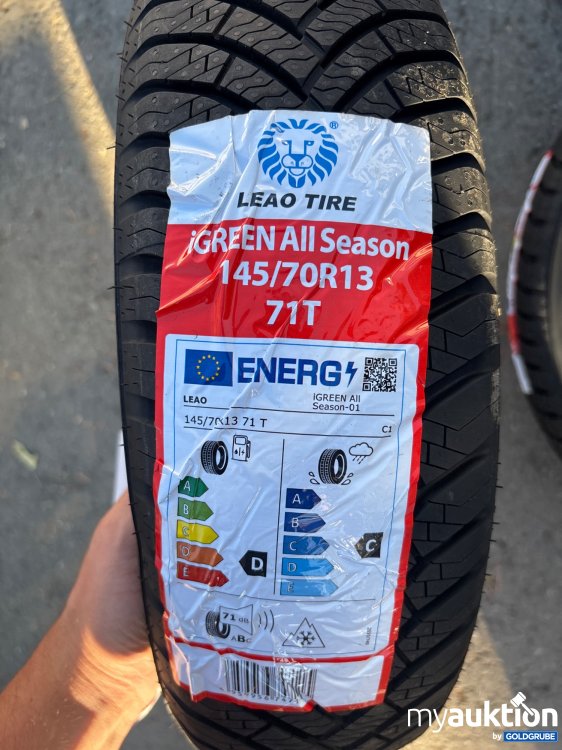 LEAO TIRE
iGREEN All Season
145/70R13
71T
ENERG
LEAO
IGREEN All
Season-01
145/70R13 71 T
C1
A
B
C
D
E
D
A
B
C
D
E
C
71 dB
ABC
myauktion
by GOLDGRUBE